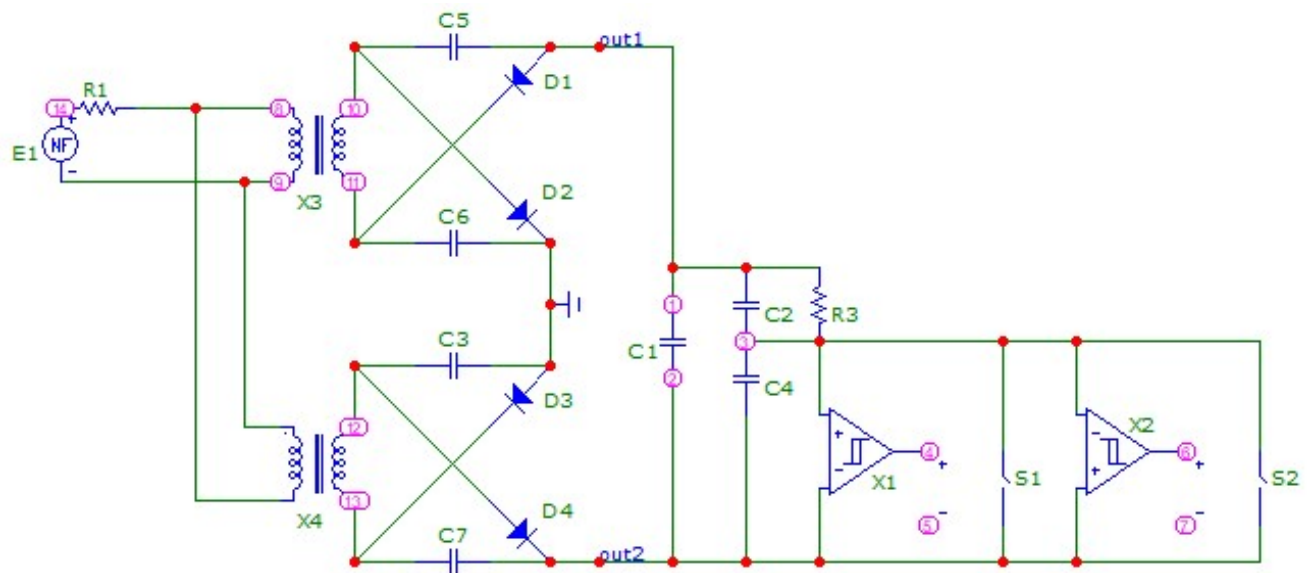 C5
out1
D1
R1
14
8
10
+
NF
E1
-
9
11
X3
D2
C6
1
C2
R3
C3
C1
3
2
C4
D3
12
X2
+
-
4
+
X1
-
5
S1
-
+
6
+
-
7
S2
13
X4
D4
C7
out2